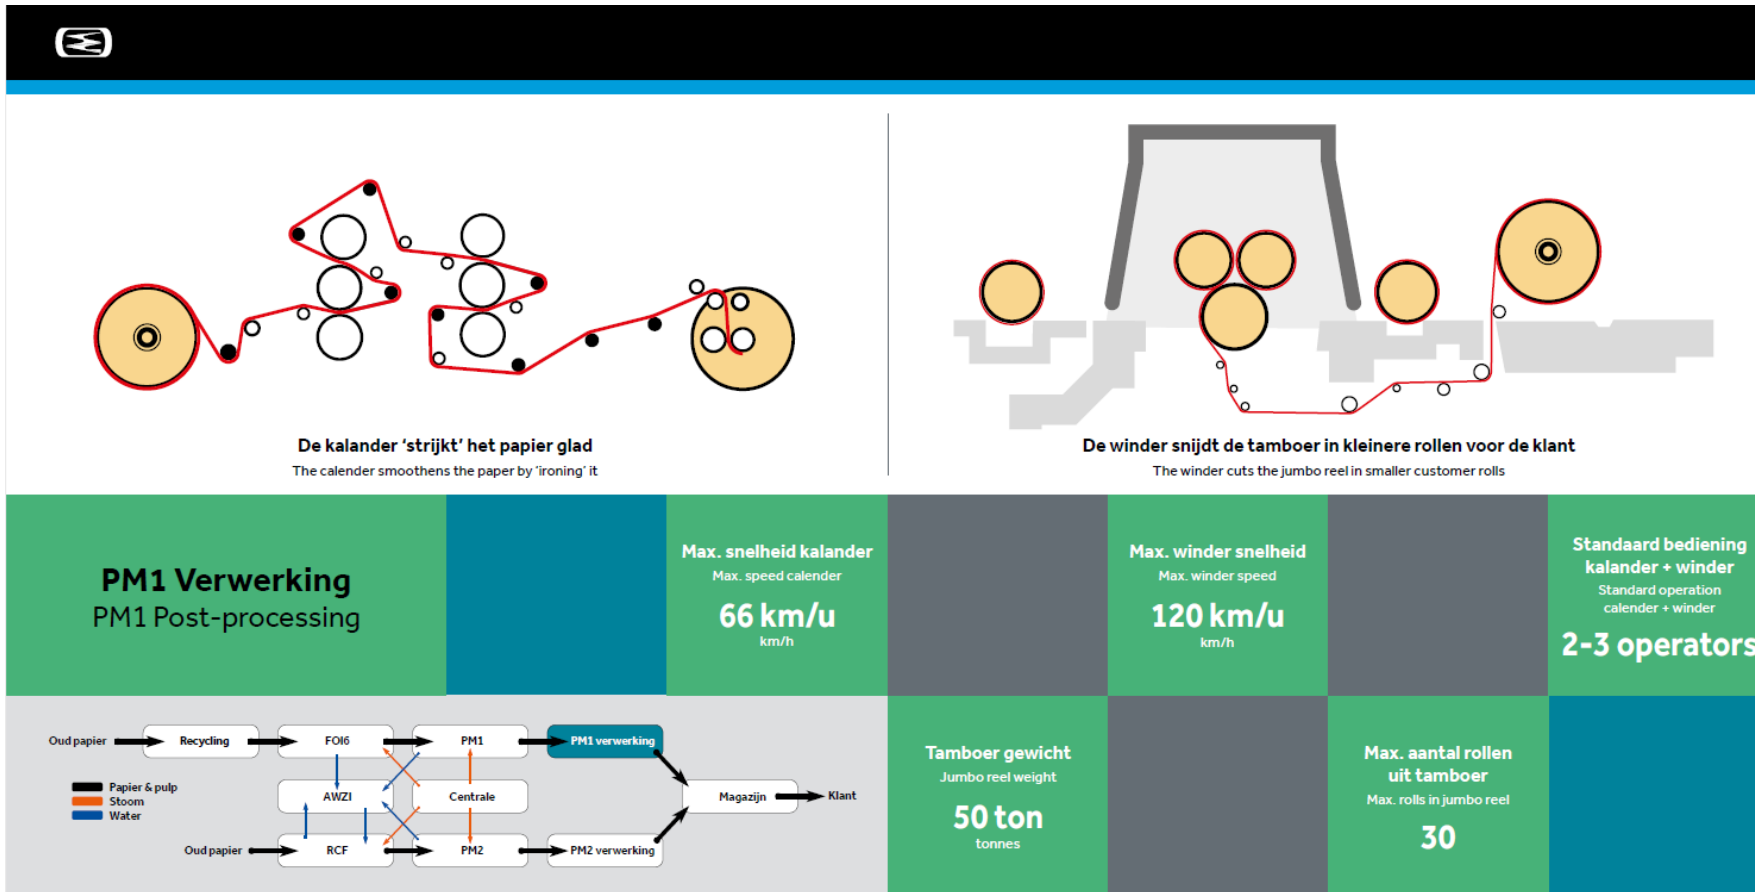 De kalander ‘strijkt’ het papier glad
The calender smoothens the paper by ‘ironing’ it
De winder snijdt de tamboer in kleinere rollen voor de klant
The winder cuts the jumbo reel in smaller customer rolls
PM1 Verwerking
PM1 Post-processing
Max. snelheid kalander
Max. speed calender
66 km/u
km/h
Max. winder snelheid
Max. winder speed
120 km/u
km/h
Standaard bediening
kalander + winder
Standard operation
calender + winder
2-3 operators
Oud papier
Recycling
FOI6
PM1
PM1 verwerking
Papier & pulp
Stoom
Water
AWZI
Centrale
Magazijn
Klant
Oud papier
RCF
PM2
PM2 verwerking
Tamboer gewicht
Jumbo reel weight
50 ton
tonnes
Max. aantal rollen
uit tamboer
Max. rolls in jumbo reel
30